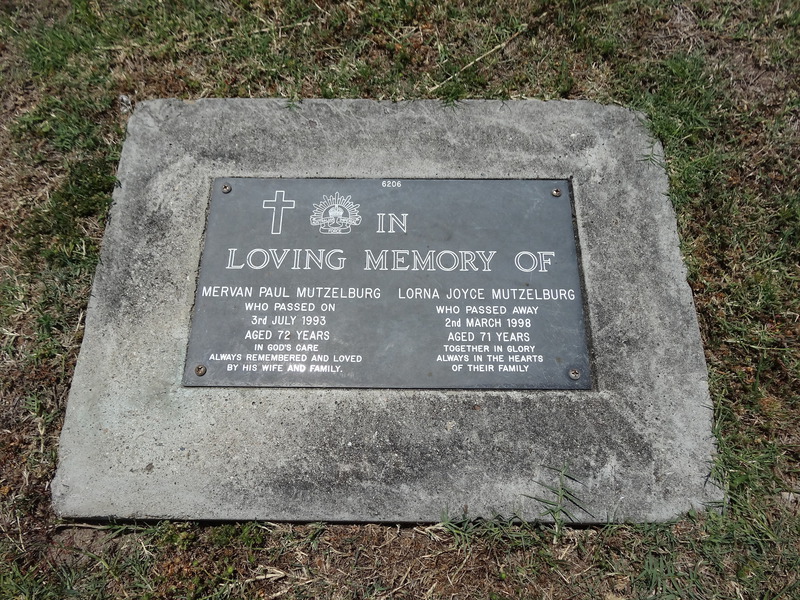 6206
IN
LOVING MEMORY OF
MERVAN PAUL MUTZELBURG
WHO PASSED ON
3rd JULY 1993
AGED 72 YEARS
IN GOD'S CARE
ALWAYS REMEMBERED AND LOVED
BY HIS WIFE AND FAMILY.
LORNA JOYCE MUTZELBURG
WHO PASSED AWAY
2nd MARCH 1998
AGED 71 YEARS
TOGETHER IN GLORY
ALWAYS IN THE HEARTS
OF THEIR FAMILY